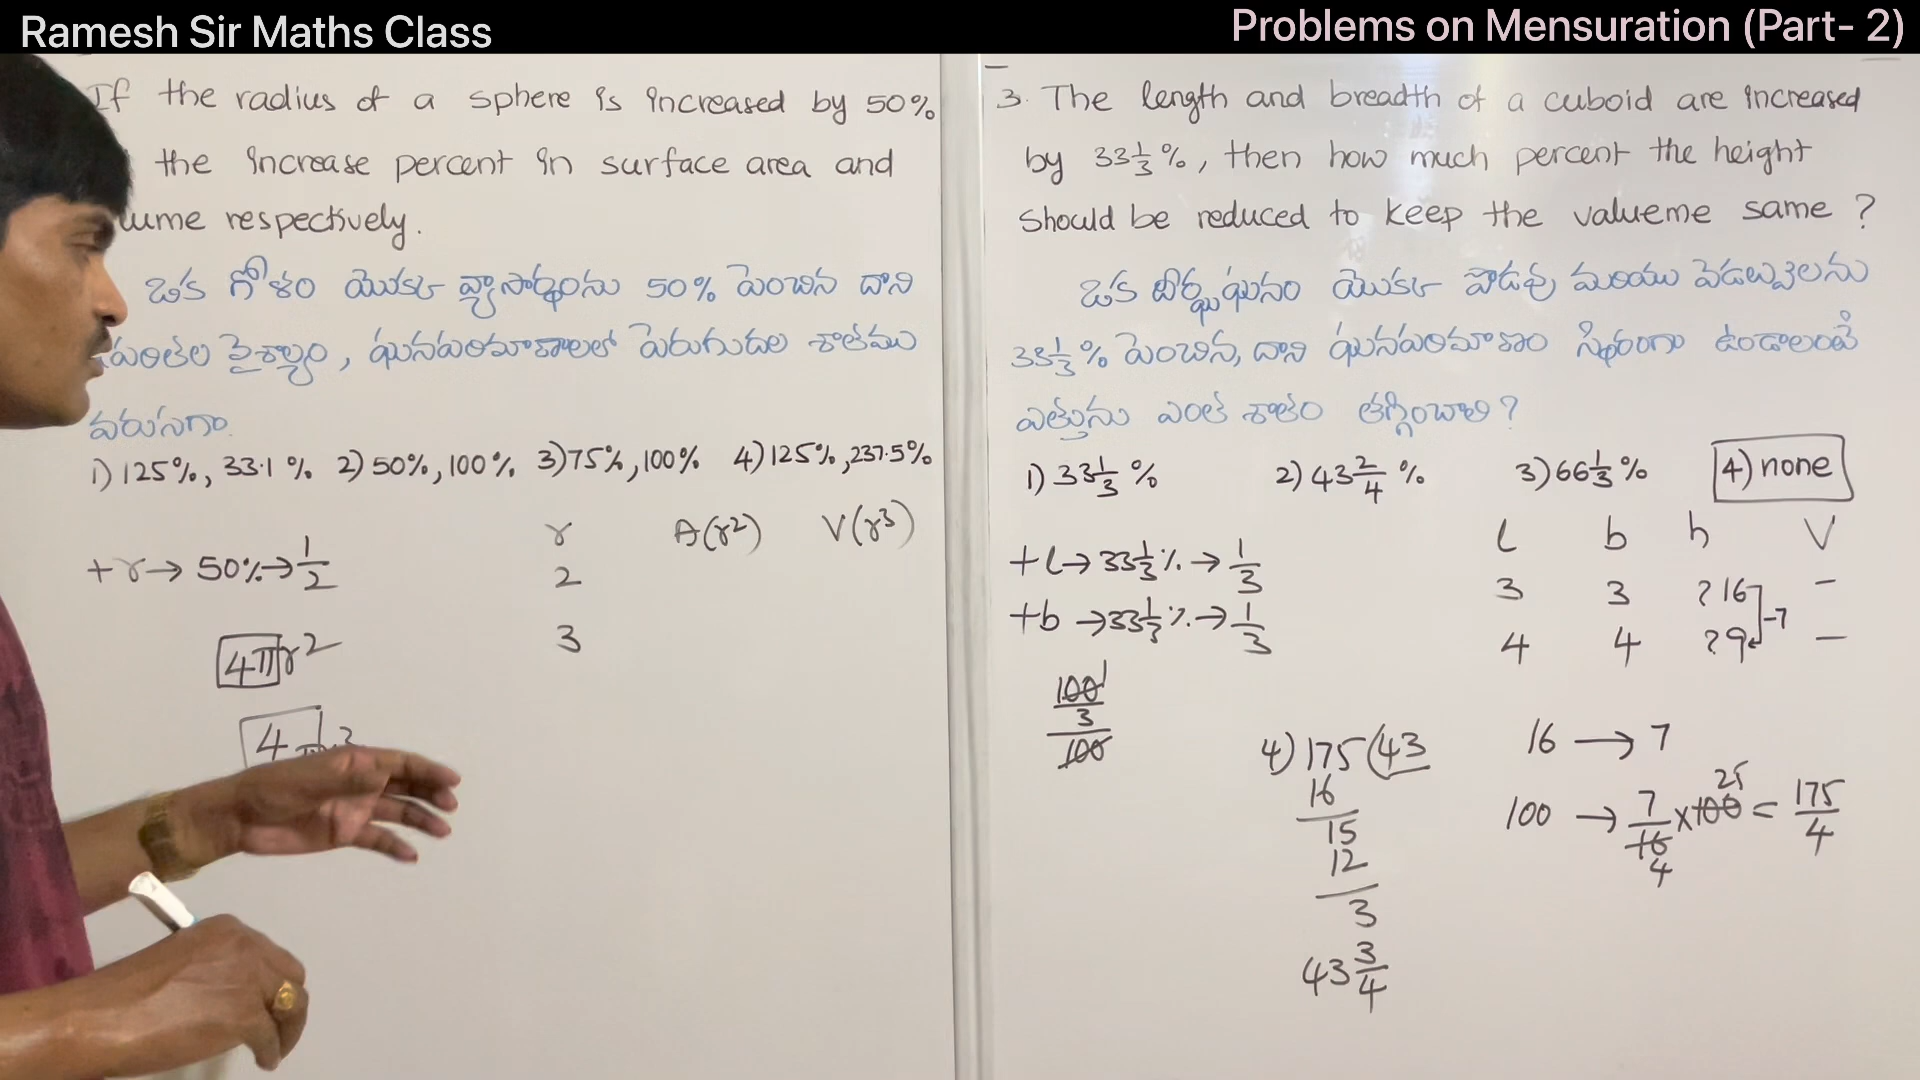 Ramesh Sir Maths Class
Problems on Mensuration (Part- 2)
If the radius of a sphere is increased by 50%
the increase percent in surface area and
lume respectively.
ఒక గోళం యొక్క వ్యాసార్థంను 50% పెంచిన దాని
పరితల వైశాల్యం, ఘనపరిమాణాలలో పెరుగుదల శాతము
వరుసగా.
1) 125%, 33.1 % 2) 50%, 100% 3) 75%, 100% 4) 125%, 237.5%
r A(r²) V(r³)
+r → 50% → 1/2
2
3
4πr²
4
3. The length and breadth of a cuboid are increased
by 33 1/3 %, then how much percent the height
should be reduced to keep the valueme same ?
ఒక దీర్ఘఘనం యొక్క పొడవు మరియు వెడల్పులను
33 1/3 % పెంచిన, దాని ఘనపరిమాణం స్థిరంగా ఉండాలంటే
ఎత్తును ఎంత శాతం తగ్గించాలి?
1) 33 1/3 % 2) 43 2/4 % 3) 66 1/3 % 4) none
l b h V
+l → 33 1/3 % → 1/3
3 3 ? 16 –
-7
+b → 33 1/3 % → 1/3
4 4 ? 9 –
100 1
3
100
4) 175 (43
16
15
12
3
43 3/4
16 → 7
100 → 7/16 × 100 = 175/4
25
4